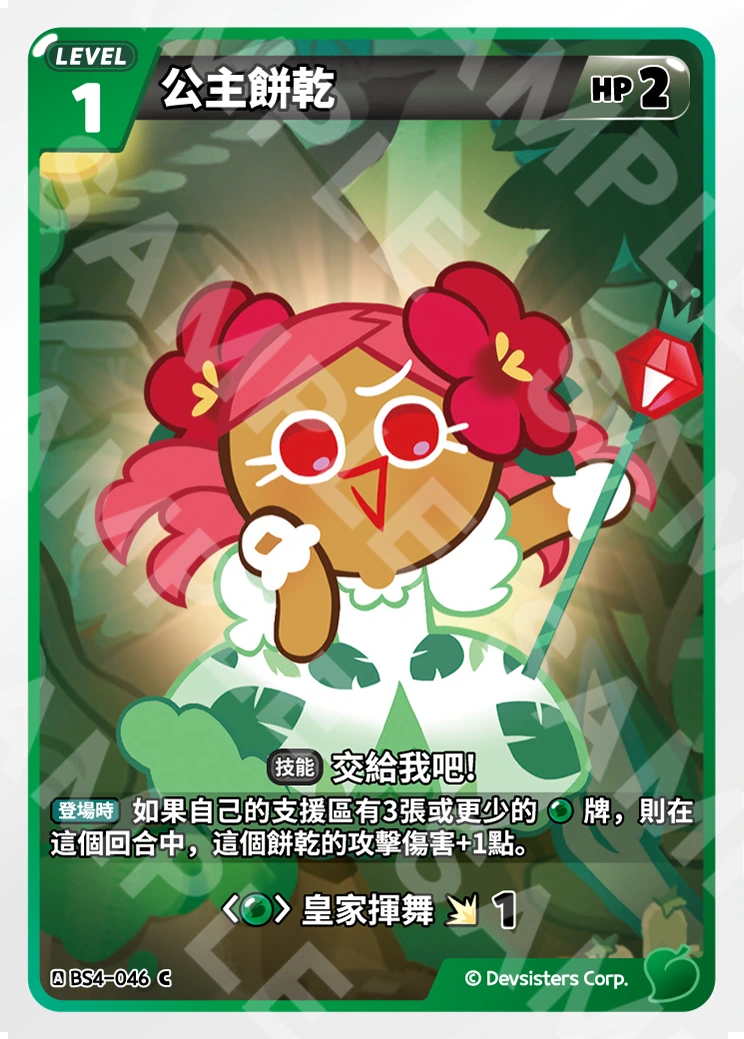 LEVEL
1
公主餅乾
HP 2
技能 交給我吧!
登場時 如果自己的支援區有3張或更少的 牌，則在
這個回合中，這個餅乾的攻擊傷害+1點。
< > 皇家揮舞 1
A BS4-046 C
© Devsisters Corp.
SAMPLE